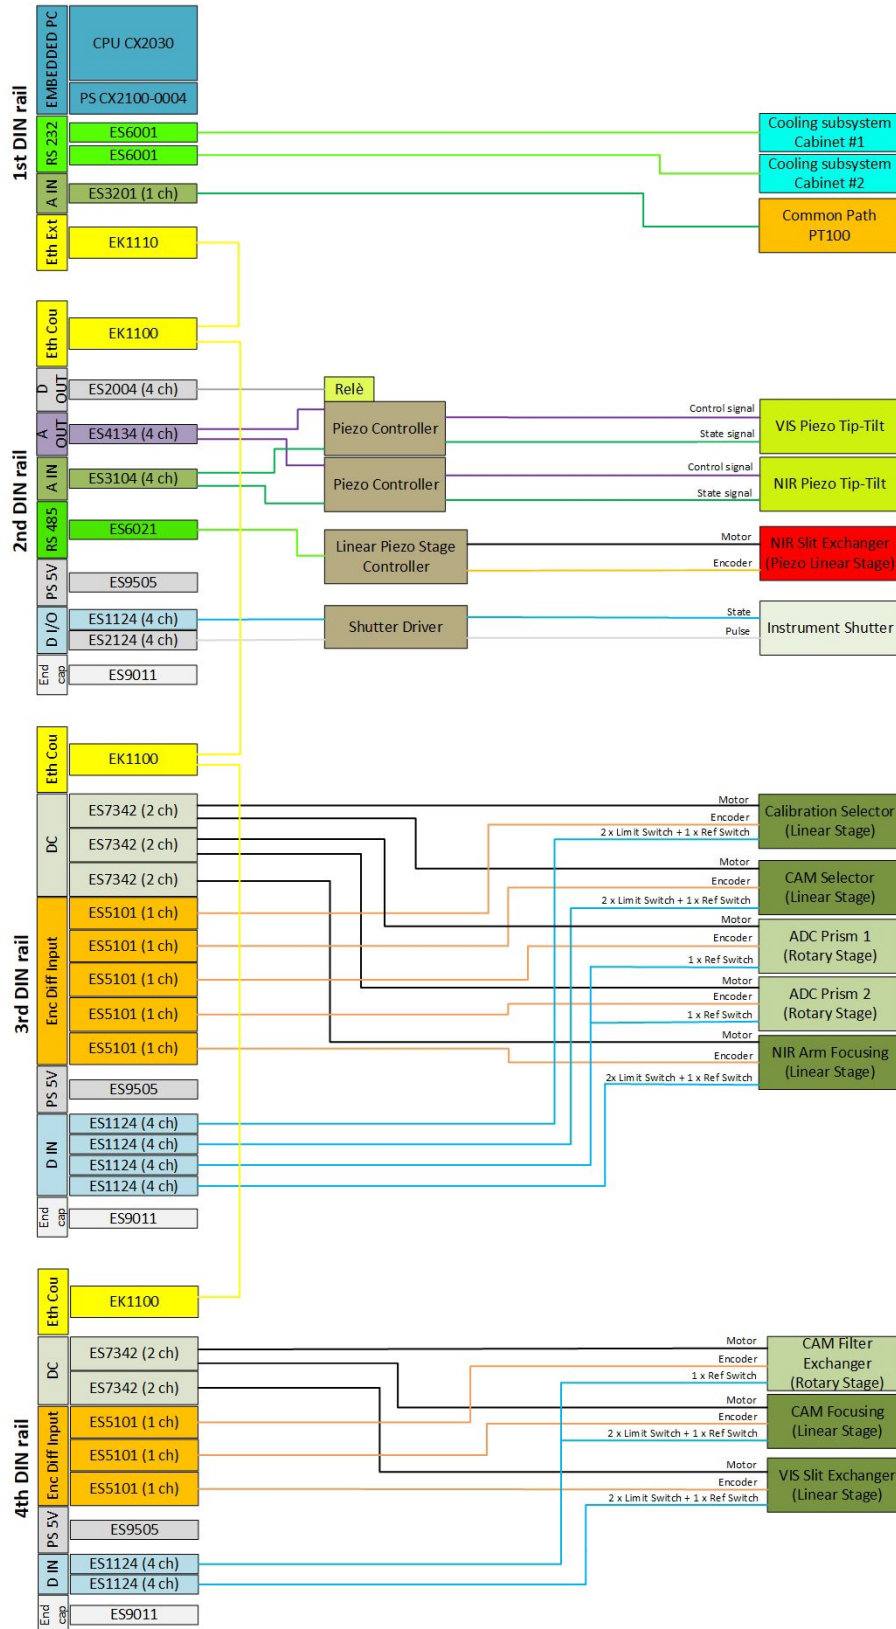 1st DIN rail
EMBEDDED PC
CPU CX2030
PS CX2100-0004
RS 232
ES6001
ES6001
Cooling subsystem
Cabinet #1
Cooling subsystem
Cabinet #2
A IN
ES3201 (1 ch)
Common Path
PT100
Eth Ext
EK1110
2nd DIN rail
Eth Cou
EK1100
D
OUT
ES2004 (4 ch)
Relè
A
OUT
ES4134 (4 ch)
Piezo Controller
Control signal
State signal
VIS Piezo Tip-Tilt
A IN
ES3104 (4 ch)
Piezo Controller
Control signal
State signal
NIR Piezo Tip-Tilt
RS 485
ES6021
Linear Piezo Stage
Controller
Motor
Encoder
NIR Slit Exchanger
(Piezo Linear Stage)
PS 5V
ES9505
D I/O
ES1124 (4 ch)
ES2124 (4 ch)
Shutter Driver
State
Pulse
Instrument Shutter
End
cap
ES9011
3rd DIN rail
Eth Cou
EK1100
DC
ES7342 (2 ch)
ES7342 (2 ch)
ES7342 (2 ch)
Motor
Encoder
2 x Limit Switch + 1 x Ref Switch
Calibration Selector
(Linear Stage)
Motor
Encoder
2 x Limit Switch + 1 x Ref Switch
CAM Selector
(Linear Stage)
Enc Diff Input
ES5101 (1 ch)
ES5101 (1 ch)
ES5101 (1 ch)
ES5101 (1 ch)
ES5101 (1 ch)
Motor
Encoder
1 x Ref Switch
ADC Prism 1
(Rotary Stage)
Motor
Encoder
1 x Ref Switch
ADC Prism 2
(Rotary Stage)
Motor
Encoder
2x Limit Switch + 1 x Ref Switch
NIR Arm Focusing
(Linear Stage)
PS 5V
ES9505
D IN
ES1124 (4 ch)
ES1124 (4 ch)
ES1124 (4 ch)
ES1124 (4 ch)
End
cap
ES9011
4th DIN rail
Eth Cou
EK1100
DC
ES7342 (2 ch)
ES7342 (2 ch)
Motor
Encoder
1 x Ref Switch
CAM Filter
Exchanger
(Rotary Stage)
Enc Diff Input
ES5101 (1 ch)
ES5101 (1 ch)
ES5101 (1 ch)
Motor
Encoder
2 x Limit Switch + 1 x Ref Switch
CAM Focusing
(Linear Stage)
Motor
Encoder
2 x Limit Switch + 1 x Ref Switch
VIS Slit Exchanger
(Linear Stage)
PS 5V
ES9505
D IN
ES1124 (4 ch)
ES1124 (4 ch)
End
cap
ES9011